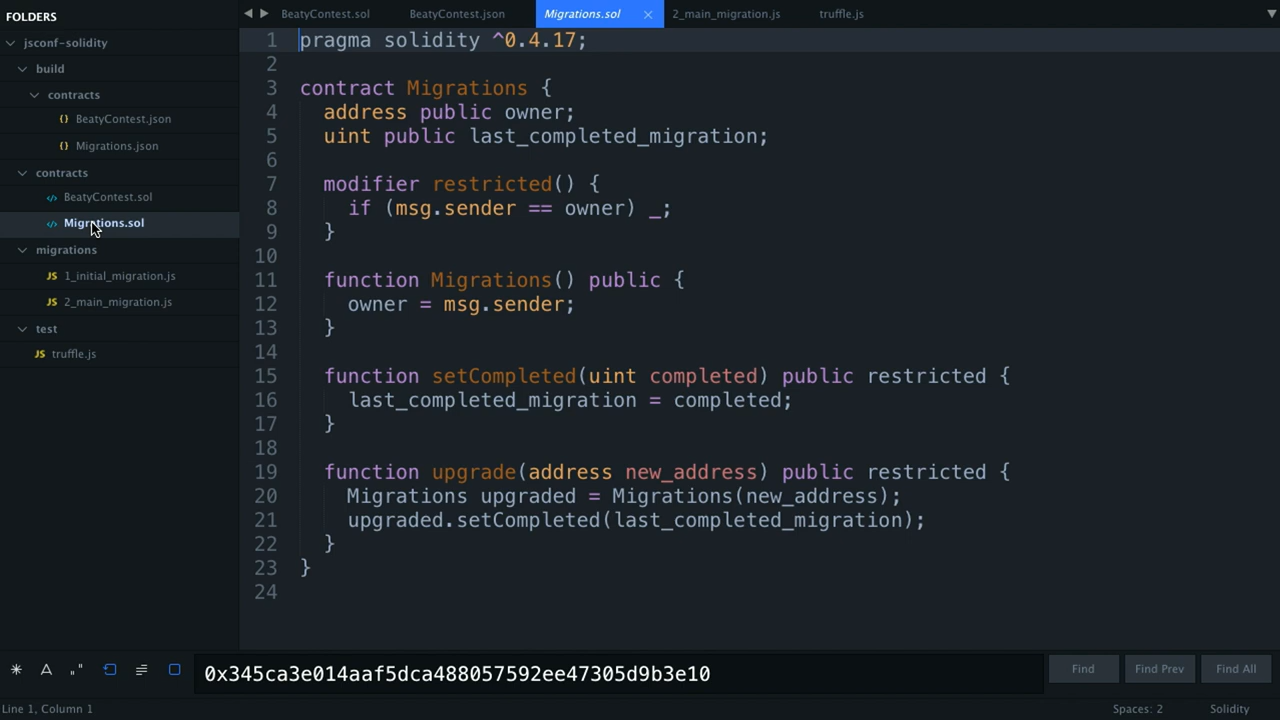 FOLDERS
jsconf-solidity
build
contracts
{} BeatyContest.json
{} Migrations.json
contracts
</> BeatyContest.sol
</> Migrations.sol
migrations
JS 1_initial_migration.js
JS 2_main_migration.js
test
JS truffle.js
BeatyContest.sol BeatyContest.json Migrations.sol × 2_main_migration.js truffle.js
1 pragma solidity ^0.4.17;
2
3 contract Migrations {
4   address public owner;
5   uint public last_completed_migration;
6
7   modifier restricted() {
8     if (msg.sender == owner) _;
9   }
10
11   function Migrations() public {
12     owner = msg.sender;
13   }
14
15   function setCompleted(uint completed) public restricted {
16     last_completed_migration = completed;
17   }
18
19   function upgrade(address new_address) public restricted {
20     Migrations upgraded = Migrations(new_address);
21     upgraded.setCompleted(last_completed_migration);
22   }
23 }
24
0x345ca3e014aaf5dca488057592ee47305d9b3e10 Find Find Prev Find All
Line 1, Column 1 Spaces: 2 Solidity